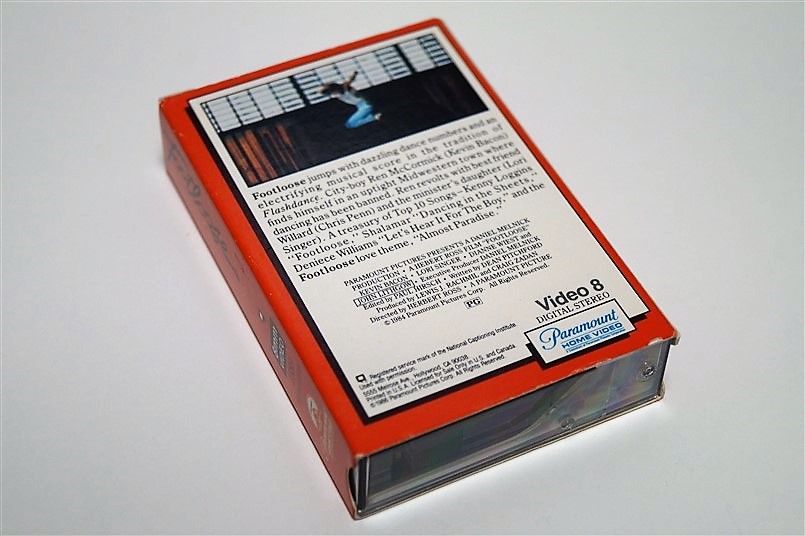 Footloose jumps with dazzling dance numbers and an
electrifying musical score in the tradition of
Flashdance. City-boy Ren McCormick (Kevin Bacon)
finds himself in an uptight Midwestern town where
dancing has been banned. Ren revolts with best friend
Willard (Chris Penn) and the minister's daughter (Lori
Singer). A treasury of Top 10 Songs–Kenny Loggins
"Footloose," Shalamar "Dancing in the Sheets,"
Deniece Williams "Let's Hear It For The Boy," and the
Footloose love theme, "Almost Paradise."
PARAMOUNT PICTURES PRESENTS A DANIEL MELNICK
PRODUCTION • A HERBERT ROSS FILM "FOOTLOOSE"
KEVIN BACON • LORI SINGER • DIANNE WIEST and
JOHN LITHGOW • Executive Producer DANIEL MELNICK
Edited by PAUL HIRSCH • Written by DEAN PITCHFORD
Produced by LEWIS J. RACHMIL and CRAIG ZADAN
Directed by HERBERT ROSS • A PARAMOUNT PICTURE
© 1984 Paramount Pictures Corp. All Rights Reserved.
PG
Video 8
DIGITAL STEREO
Paramount
HOME VIDEO
Registered service mark of the National Captioning Institute
Used with permission.
5555 Melrose Ave., Hollywood, CA 90038
Printed in U.S.A. Licensed for Sale Only in U.S. and Canada.
© 1986 Paramount Pictures Corp. All Rights Reserved.
Footloose